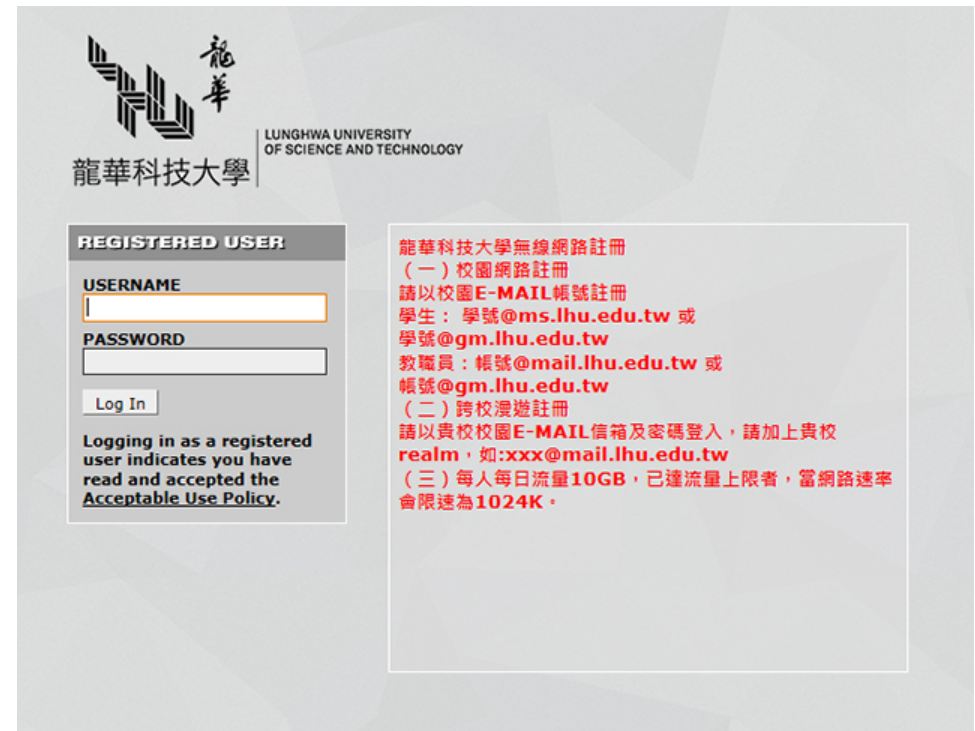 龍華
LUNGHWA UNIVERSITY
OF SCIENCE AND TECHNOLOGY
龍華科技大學
REGISTERED USER
USERNAME
PASSWORD
Log In
Logging in as a registered
user indicates you have
read and accepted the
Acceptable Use Policy.
龍華科技大學無線網路註冊
（一）校園網路註冊
請以校園E-MAIL帳號註冊
學生： 學號@ms.lhu.edu.tw 或
學號@gm.lhu.edu.tw
教職員：帳號@mail.lhu.edu.tw 或
帳號@gm.lhu.edu.tw
（二）跨校漫遊註冊
請以貴校校園E-MAIL信箱及密碼登入，請加上貴校
realm，如:xxx@mail.lhu.edu.tw
（三）每人每日流量10GB，已達流量上限者，當網路速率
會限速為1024K。